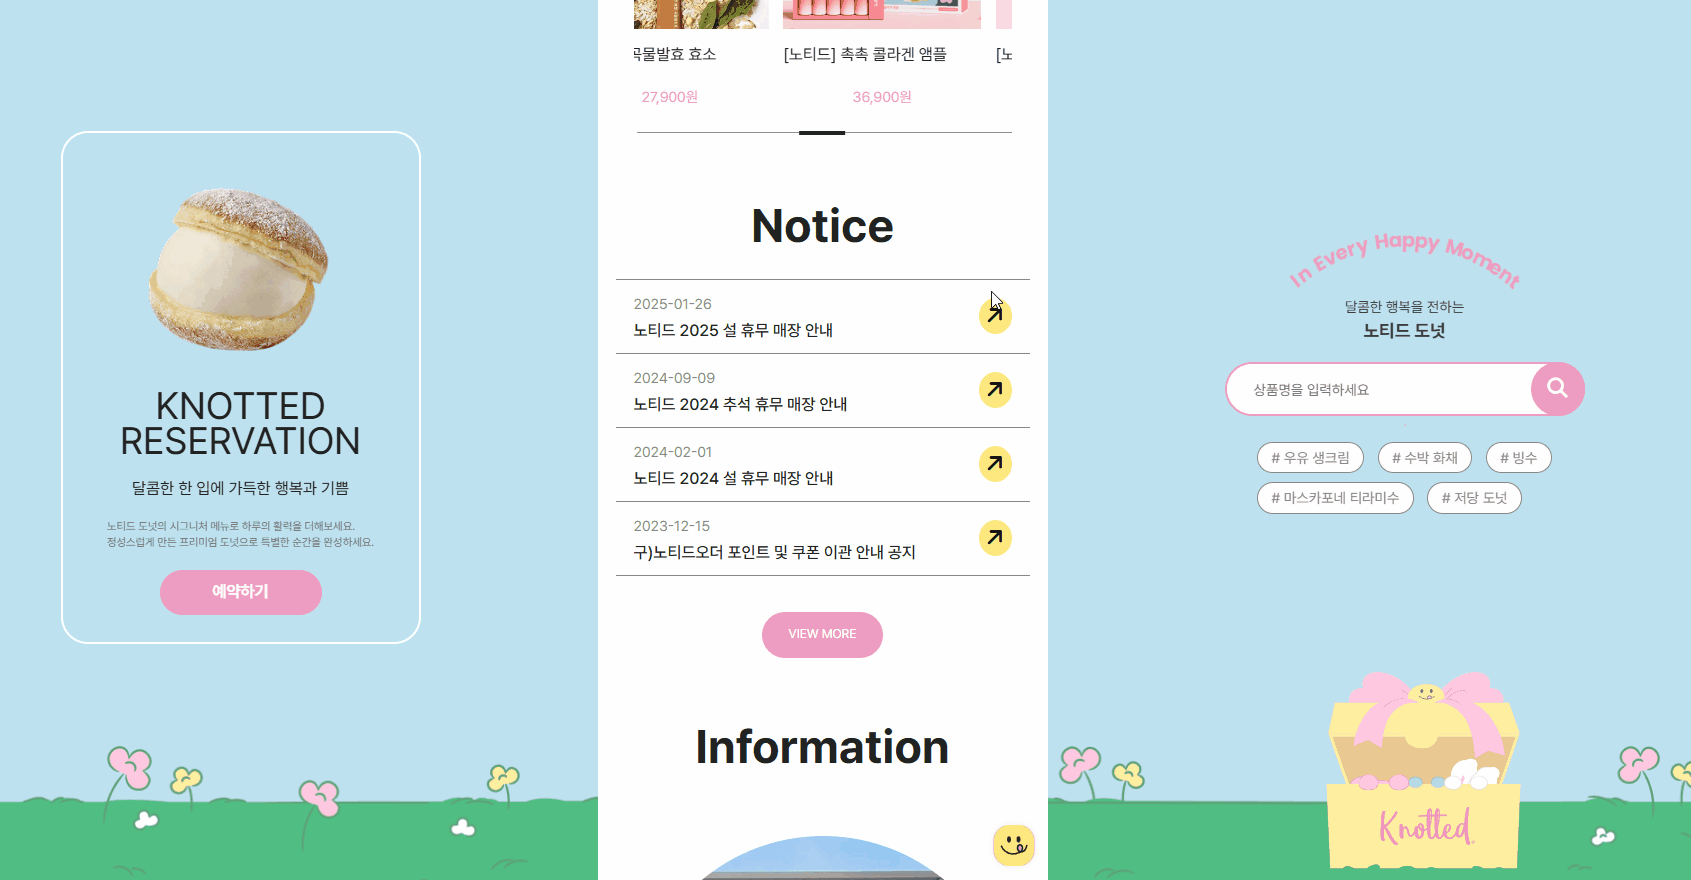 KNOTTED
RESERVATION
달콤한 한 입에 가득한 행복과 기쁨
노티드 도넛의 시그니처 메뉴로 하루의 활력을 더해보세요.
정성스럽게 만든 프리미엄 도넛으로 특별한 순간을 완성하세요.
예약하기
곡물발효 효소
27,900원
[노티드] 촉촉 콜라겐 앰플
36,900원
[노
Notice
2025-01-26
노티드 2025 설 휴무 매장 안내
2024-09-09
노티드 2024 추석 휴무 매장 안내
2024-02-01
노티드 2024 설 휴무 매장 안내
2023-12-15
구)노티드오더 포인트 및 쿠폰 이관 안내 공지
VIEW MORE
Information
In Every Happy Moment
달콤한 행복을 전하는
노티드 도넛
상품명을 입력하세요
# 우유 생크림
# 수박 화채
# 빙수
# 마스카포네 티라미수
# 저당 도넛
Knotted